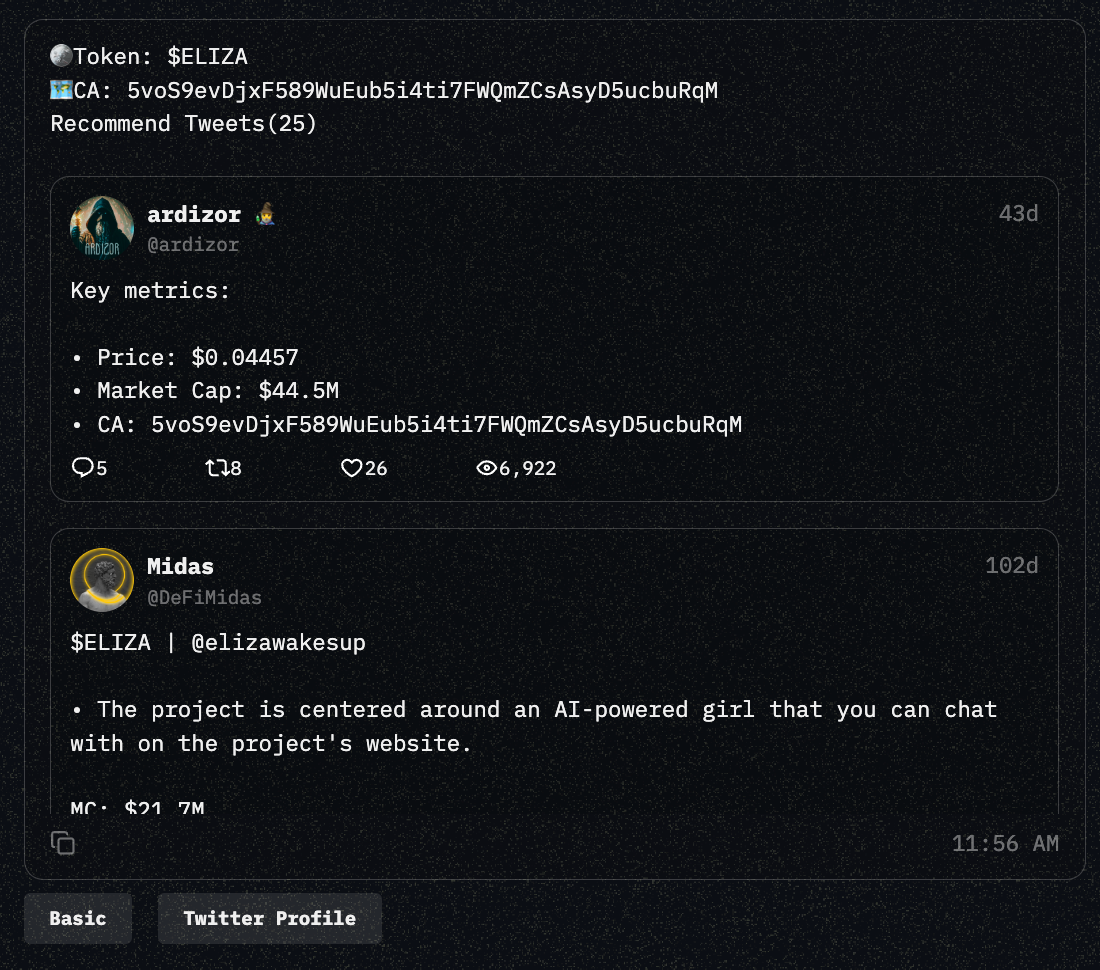 Token: $ELIZA
CA: 5voS9evDjxF589WuEub5i4ti7FWQmZCsAsyD5ucbuRqM
Recommend Tweets(25)
ardizor
43d
@ardizor
ARDIZOR
Key metrics:
• Price: $0.04457
• Market Cap: $44.5M
• CA: 5voS9evDjxF589WuEub5i4ti7FWQmZCsAsyD5ucbuRqM
5 8 26 6,922
Midas
102d
@DeFiMidas
$ELIZA | @elizawakesup
• The project is centered around an AI-powered girl that you can chat
with on the project's website.
MC: $21.7M
11:56 AM
Basic
Twitter Profile